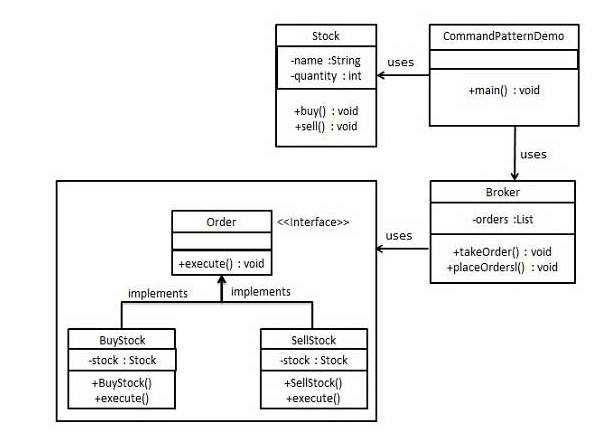 Stock
-name :String
-quantity : int
+buy() : void
+sell() : void
uses
CommandPatternDemo
+main() : void
uses
Broker
-orders :List
+takeOrder() : void
+placeOrdersl() : void
uses
Order
<<Interface>>
+execute() : void
implements
implements
BuyStock
-stock : Stock
+BuyStock()
+execute()
SellStock
-stock : Stock
+SellStock()
+execute()